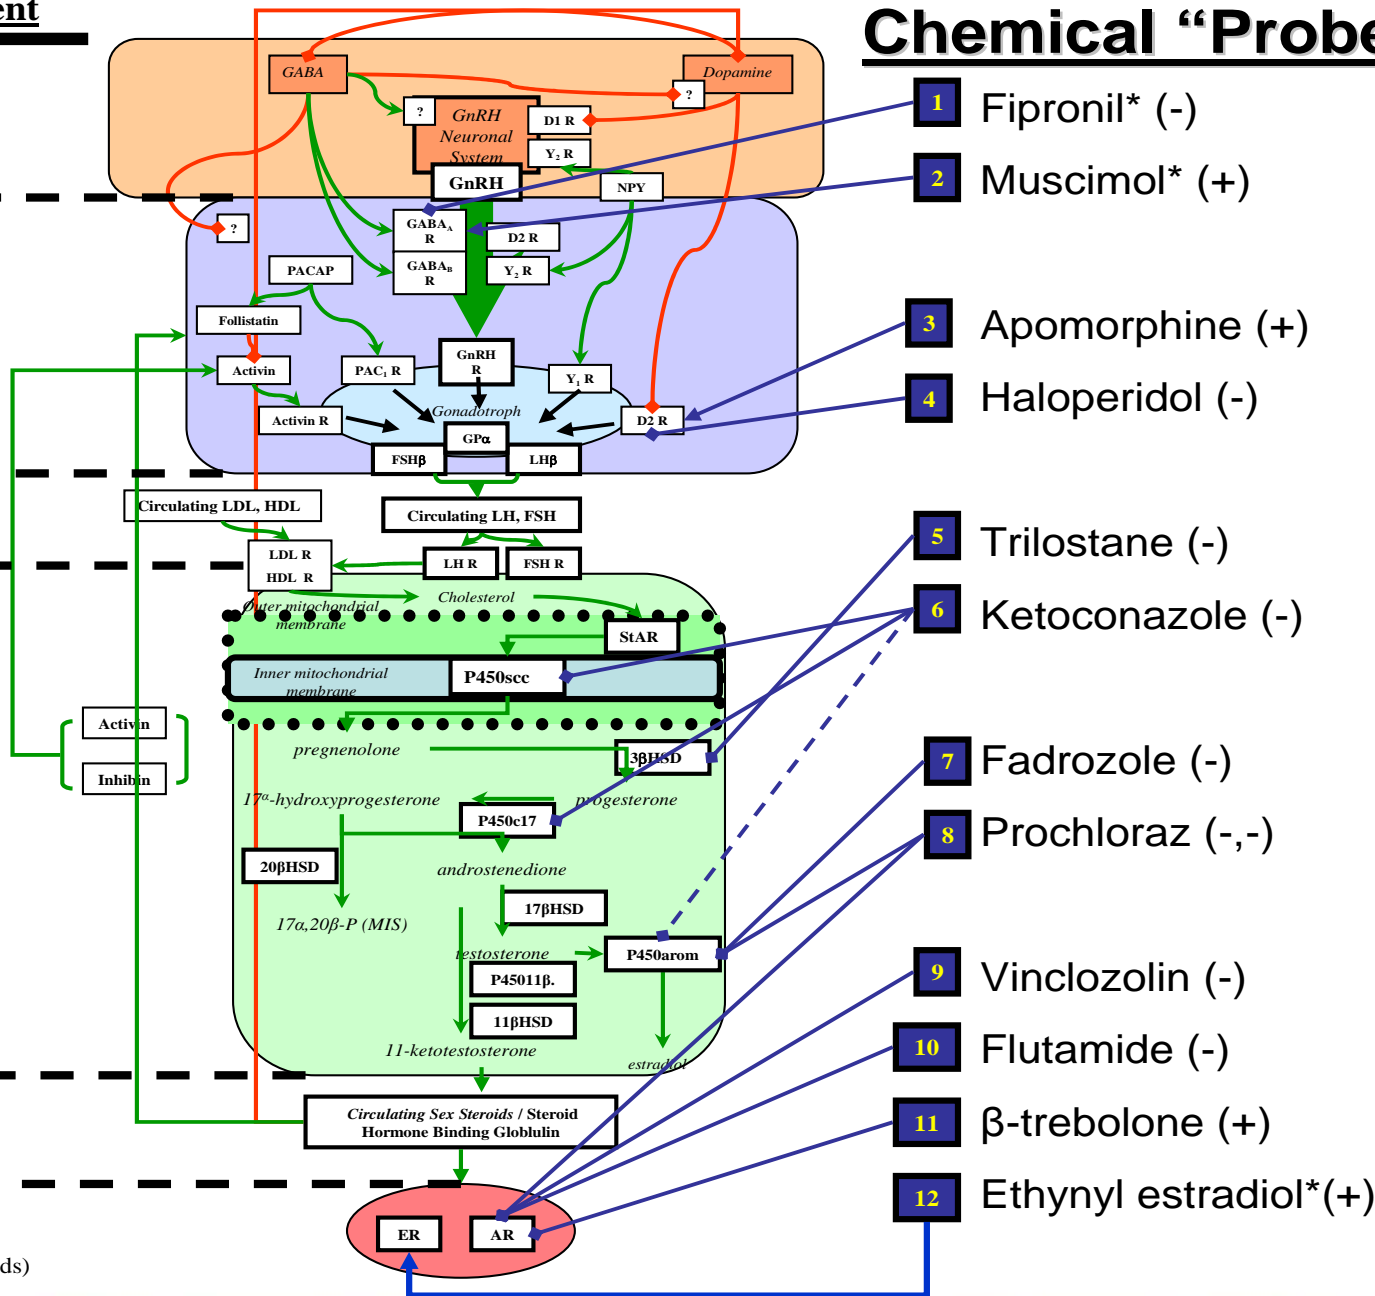 ent
Chemical “Probe
GABA
Dopamine
?
?
GnRH
Neuronal
System
D1 R
Y₂ R
GnRH
NPY
1
Fipronil* (-)
2
Muscimol* (+)
?
GABA_A
R
D2 R
GABA_B
R
Y₂ R
PACAP
Follistatin
Activin
PAC₁ R
GnRH
R
Y₁ R
Activin R
Gonadotroph
D2 R
GPα
FSHβ
LHβ
3
Apomorphine (+)
4
Haloperidol (-)
Circulating LDL, HDL
Circulating LH, FSH
LDL R
HDL R
LH R
FSH R
Cholesterol
Outer mitochondrial
membrane
StAR
Inner mitochondrial
membrane
P450scc
5
Trilostane (-)
6
Ketoconazole (-)
Activin
Inhibin
pregnenolone
3βHSD
17α-hydroxyprogesterone
progesterone
P450c17
20βHSD
androstenedione
17βHSD
17α,20β-P (MIS)
testosterone
P450arom
P45011β.
11βHSD
11-ketotestosterone
estradiol
7
Fadrozole (-)
8
Prochloraz (-,-)
9
Vinclozolin (-)
10
Flutamide (-)
11
β-trebolone (+)
12
Ethynyl estradiol*(+)
Circulating Sex Steroids / Steroid
Hormone Binding Globlulin
ER
AR
ds)